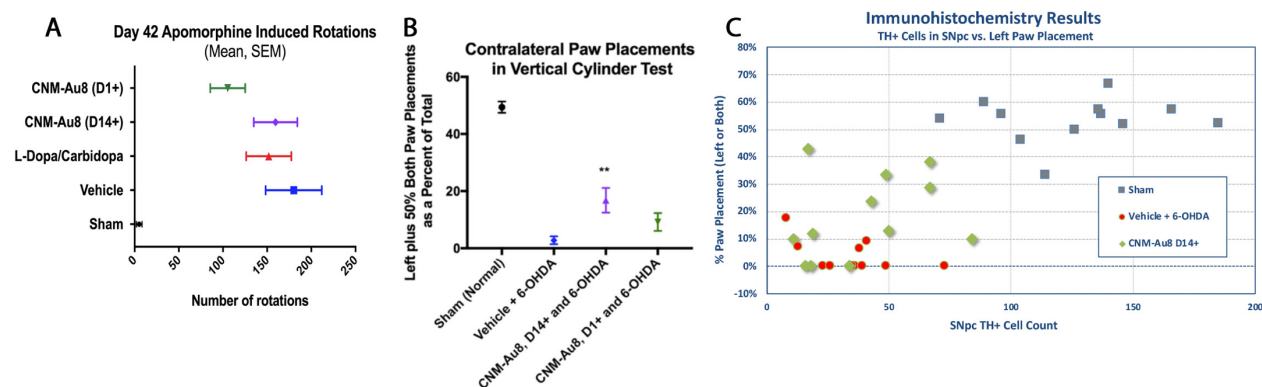 A
Day 42 Apomorphine Induced Rotations
(Mean, SEM)
CNM-Au8 (D1+)
CNM-Au8 (D14+)
L-Dopa/Carbidopa
Vehicle
Sham
0
50
100
150
200
250
Number of rotations
B
Contralateral Paw Placements
in Vertical Cylinder Test
Left plus 50% Both Paw Placements
as a Percent of Total
60
40
20
0
**
Sham (Normal)
Vehicle + 6-OHDA
CNM-Au8, D14+ and 6-OHDA
CNM-Au8, D1+ and 6-OHDA
C
Immunohistochemistry Results
TH+ Cells in SNpc vs. Left Paw Placement
% Paw Placement (Left or Both)
80%
70%
60%
50%
40%
30%
20%
10%
0%
-10%
0
50
100
150
200
SNpc TH+ Cell Count
Sham
Vehicle + 6-OHDA
CNM-Au8 D14+